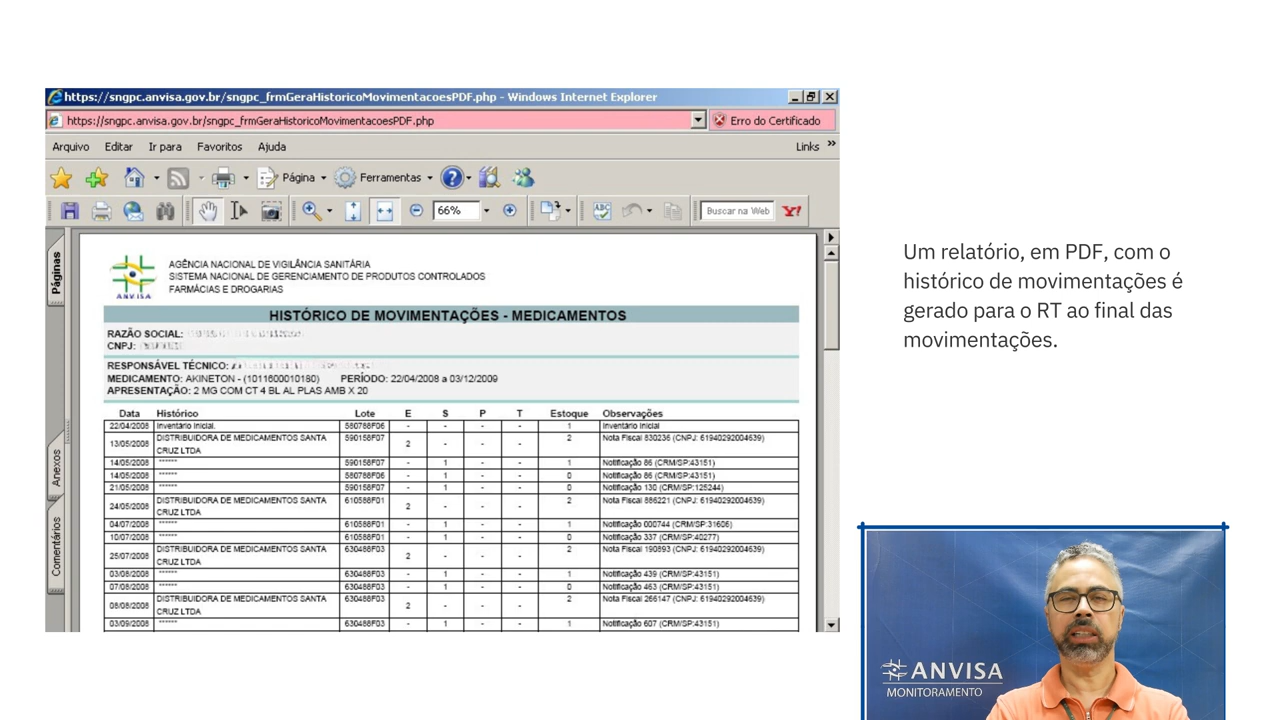 https://sngpc.anvisa.gov.br/sngpc_frmGeraHistoricoMovimentacoesPDF.php - Windows Internet Explorer
https://sngpc.anvisa.gov.br/sngpc_frmGeraHistoricoMovimentacoesPDF.php Erro do Certificado
Arquivo Editar Ir para Favoritos Ajuda Links »
Página Ferramentas
66% Buscar na Web Y!
Páginas
Anexos
Comentários
ANVISA
AGÊNCIA NACIONAL DE VIGILÂNCIA SANITÁRIA
SISTEMA NACIONAL DE GERENCIAMENTO DE PRODUTOS CONTROLADOS
FARMÁCIAS E DROGARIAS
HISTÓRICO DE MOVIMENTAÇÕES - MEDICAMENTOS
RAZÃO SOCIAL:
CNPJ:
RESPONSÁVEL TÉCNICO:
MEDICAMENTO: AKINETON - (1011600010180) PERÍODO: 22/04/2008 a 03/12/2009
APRESENTAÇÃO: 2 MG COM CT 4 BL AL PLAS AMB X 20
Data Histórico Lote E S P T Estoque Observações
22/04/2008 Inventário Inicial. 580788F06 - - - - 1 Inventário Inicial
13/05/2008 DISTRIBUIDORA DE MEDICAMENTOS SANTA CRUZ LTDA 590158F07 2 - - - 2 Nota Fiscal 830236 (CNPJ: 61940292004639)
14/05/2008 ****** 590158F07 - 1 - - 1 Notificação 86 (CRM/SP:43151)
14/05/2008 ****** 580788F06 - 1 - - 0 Notificação 86 (CRM/SP:43151)
21/05/2008 ****** 590158F07 - 1 - - 0 Notificação 130 (CRM/SP:125244)
24/05/2008 DISTRIBUIDORA DE MEDICAMENTOS SANTA CRUZ LTDA 610588F01 2 - - - 2 Nota Fiscal 886221 (CNPJ: 61940292004639)
04/07/2008 ****** 610588F01 - 1 - - 1 Notificação 000744 (CRM/SP:31606)
10/07/2008 ****** 610588F01 - 1 - - 0 Notificação 337 (CRM/SP:40277)
25/07/2008 DISTRIBUIDORA DE MEDICAMENTOS SANTA CRUZ LTDA 630488F03 2 - - - 2 Nota Fiscal 190893 (CNPJ: 61940292004639)
03/08/2008 ****** 630488F03 - 1 - - 1 Notificação 439 (CRM/SP:43151)
07/08/2008 ****** 630488F03 - 1 - - 0 Notificação 463 (CRM/SP:43151)
08/08/2008 DISTRIBUIDORA DE MEDICAMENTOS SANTA CRUZ LTDA 630488F03 2 - - - 2 Nota Fiscal 266147 (CNPJ: 61940292004639)
03/09/2008 ****** 630488F03 - 1 - - 1 Notificação 607 (CRM/SP:43151)
Um relatório, em PDF, com o
histórico de movimentações é
gerado para o RT ao final das
movimentações.
ANVISA
MONITORAMENTO